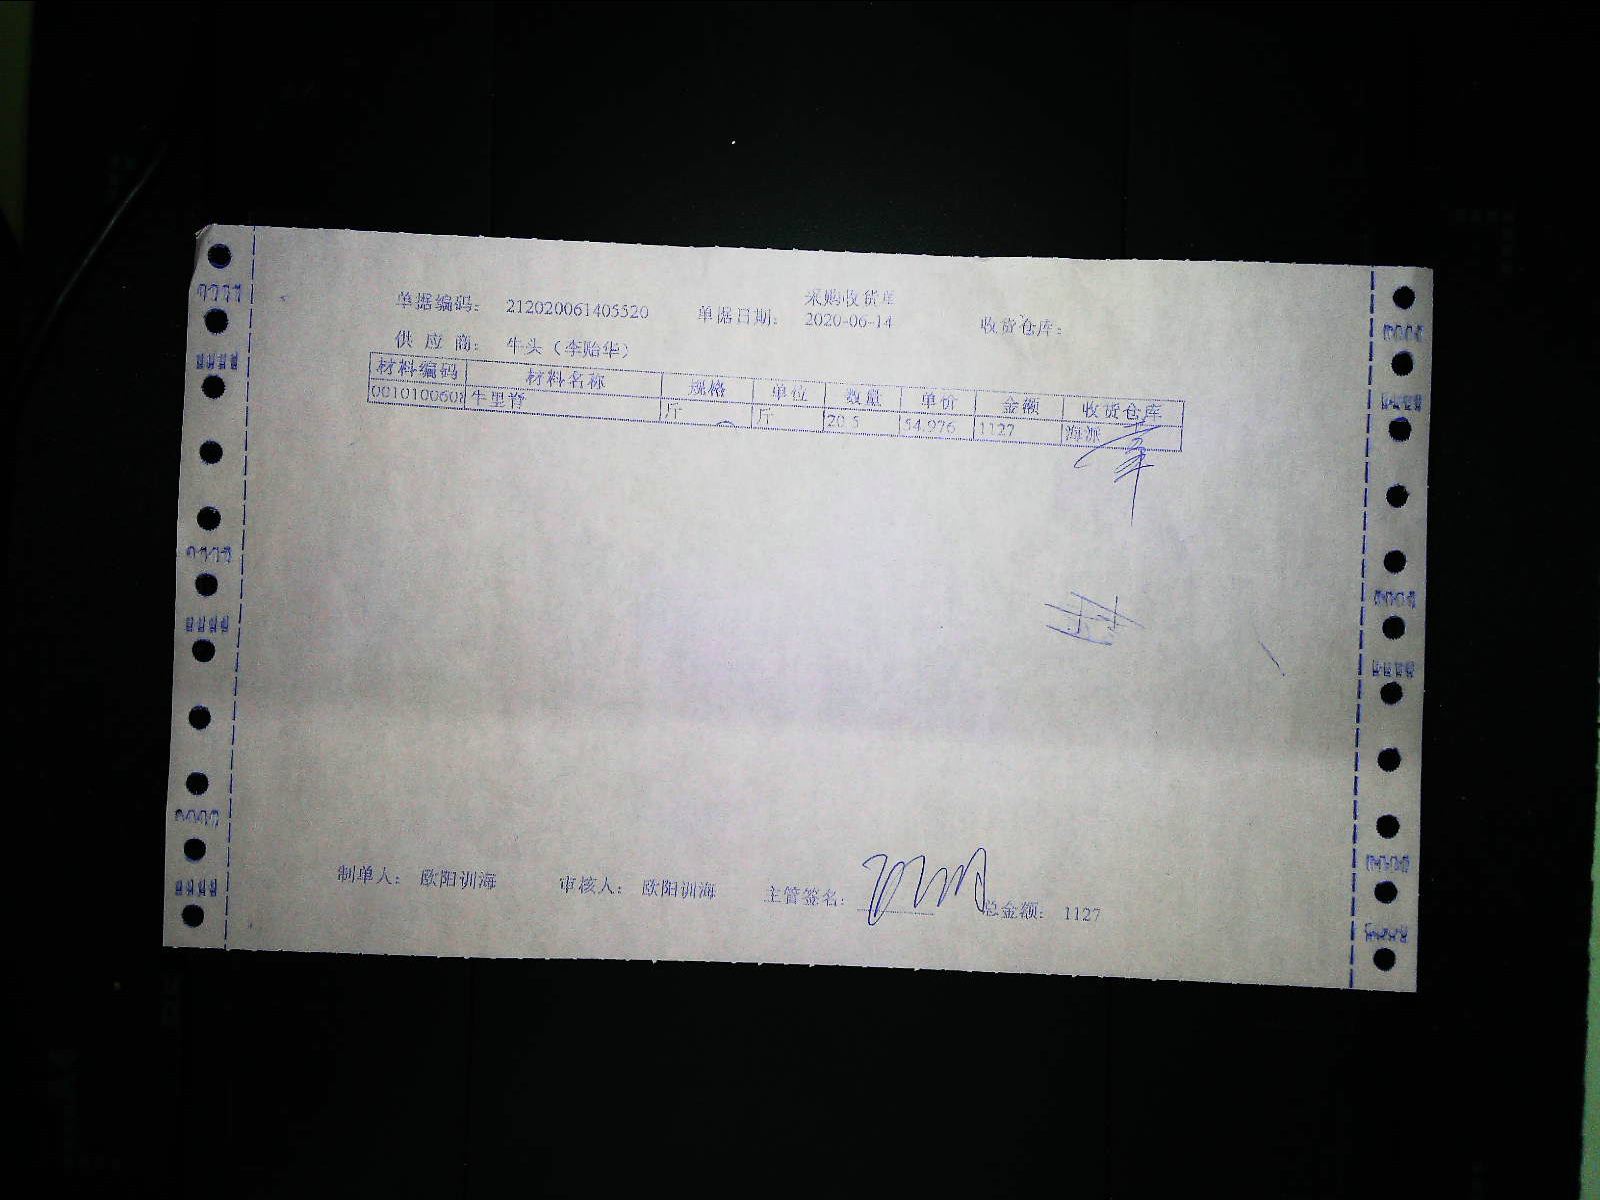 采购收货单
单据编码： 212020061405520 单据日期： 2020-06-14 收货仓库：
供 应 商： 牛头（李贻华）
材料编码 材料名称 规格 单位 数量 单价 金额 收货仓库
0010100608 牛里脊 斤 斤 20.5 54.976 1127 海派
制单人： 欧阳训海 审核人： 欧阳训海 主管签名： 总金额： 1127